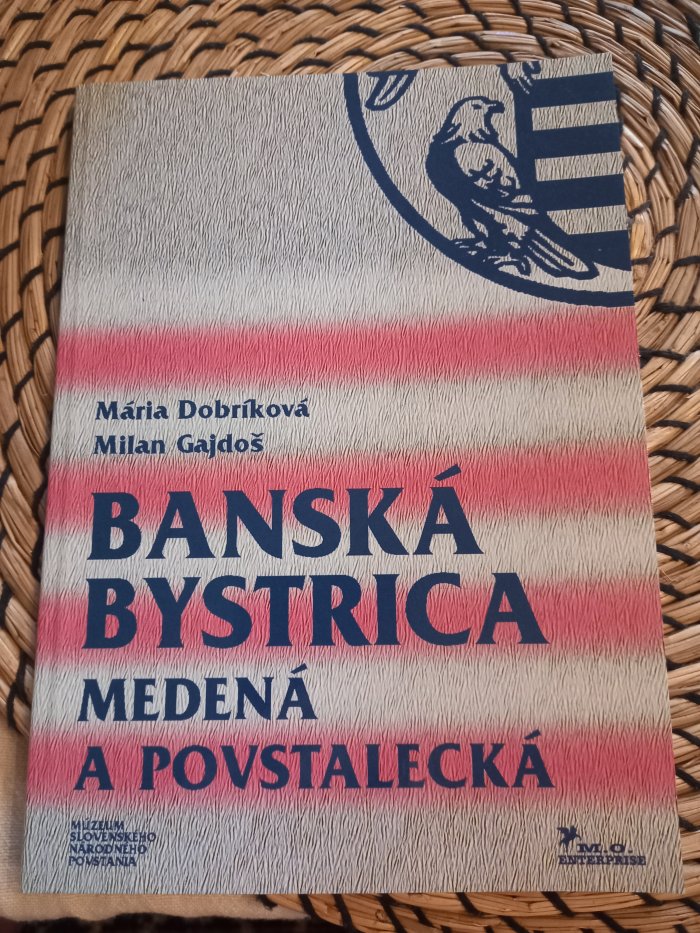 Mária Dobríková
Milan Gajdoš
BANSKÁ
BYSTRICA
MEDENÁ
A POVSTALECKÁ
MÚZEUM
SLOVENSKÉHO
NÁRODNÉHO
POVSTANIA
M.O.
ENTERPRISE